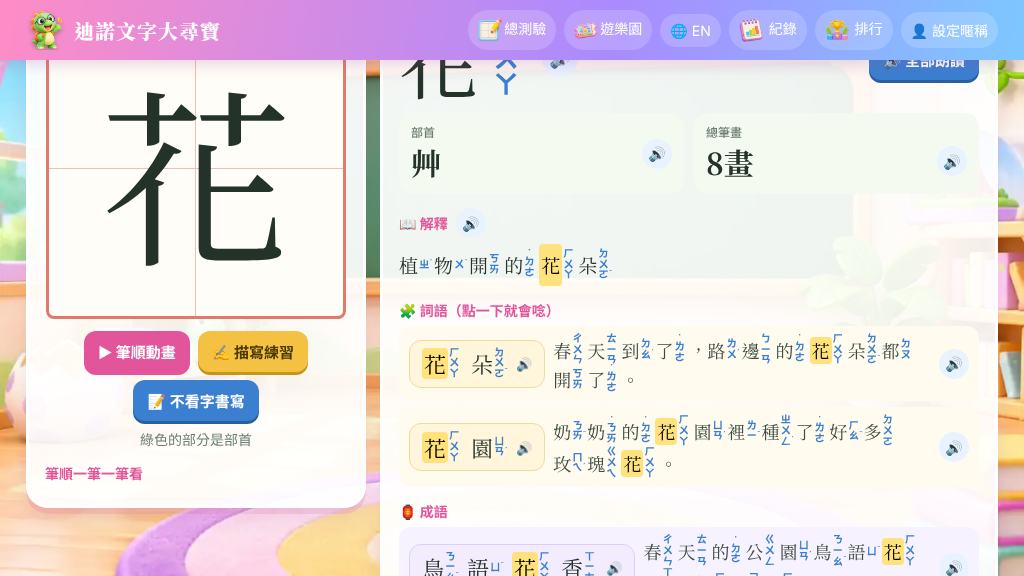 迪諾文字大尋寶
總測驗
遊樂園
EN
紀錄
排行
設定暱稱
花
花 ㄏㄨㄚ
全部朗讀
▶ 筆順動畫
描寫練習
不看字書寫
綠色的部分是部首
筆順一筆一筆看
部首
艸
總筆畫
8畫
解釋
植物開的花朵
詞語（點一下就會唸）
花朵
春天到了，路邊的花朵都
開了。
花園
奶奶的花園裡種了好多
玫瑰花。
成語
鳥語花香
春天的公園鳥語花